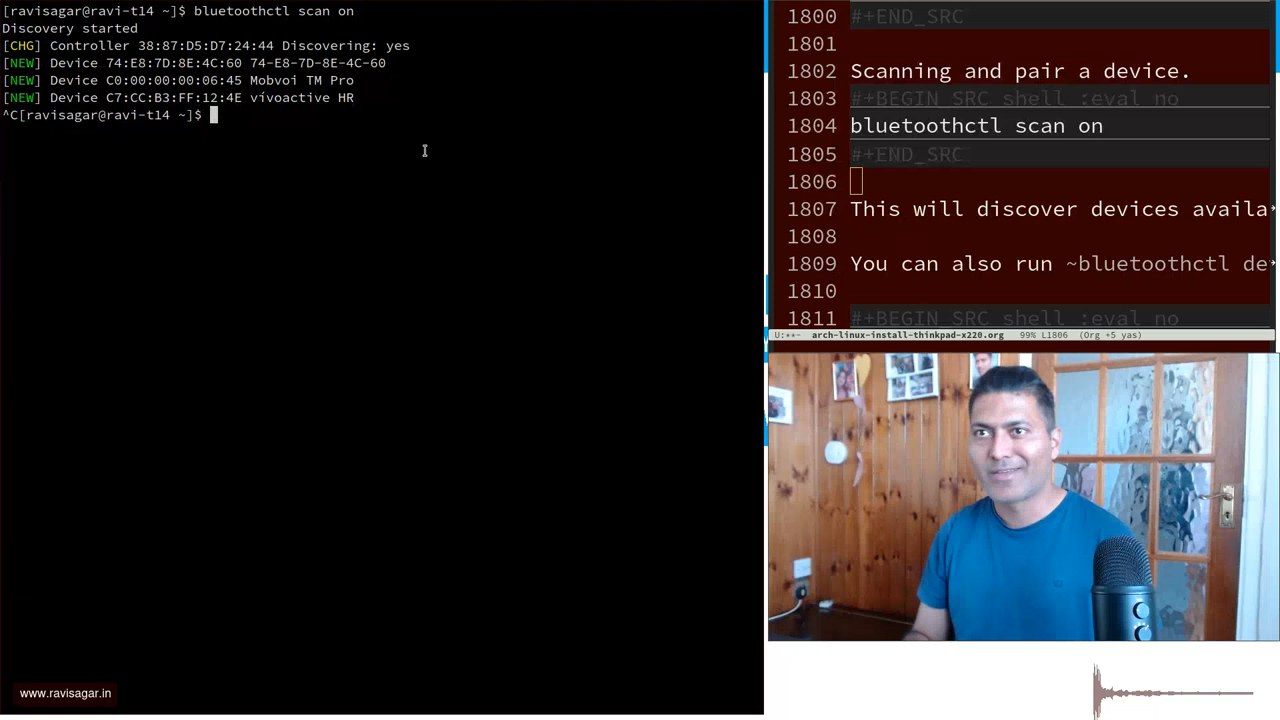 [ravisagar@ravi-t14 ~]$ bluetoothctl scan on
Discovery started
[CHG] Controller 38:87:D5:D7:24:44 Discovering: yes
[NEW] Device 74:E8:7D:8E:4C:60 74-E8-7D-8E-4C-60
[NEW] Device C0:00:00:00:06:45 Mobvoi TM Pro
[NEW] Device C7:CC:B3:FF:12:4E vívoactive HR
^C[ravisagar@ravi-t14 ~]$
1800 #+END_SRC
1801
1802 Scanning and pair a device.
1803 #+BEGIN_SRC shell :eval no
1804 bluetoothctl scan on
1805 #+END_SRC
1806
1807 This will discover devices availa
1808
1809 You can also run ~bluetoothctl de
1810
1811 #+BEGIN_SRC shell :eval no
U:**- arch-linux-install-thinkpad-x220.org 99% L1806 (Org +5 yas)
www.ravisagar.in